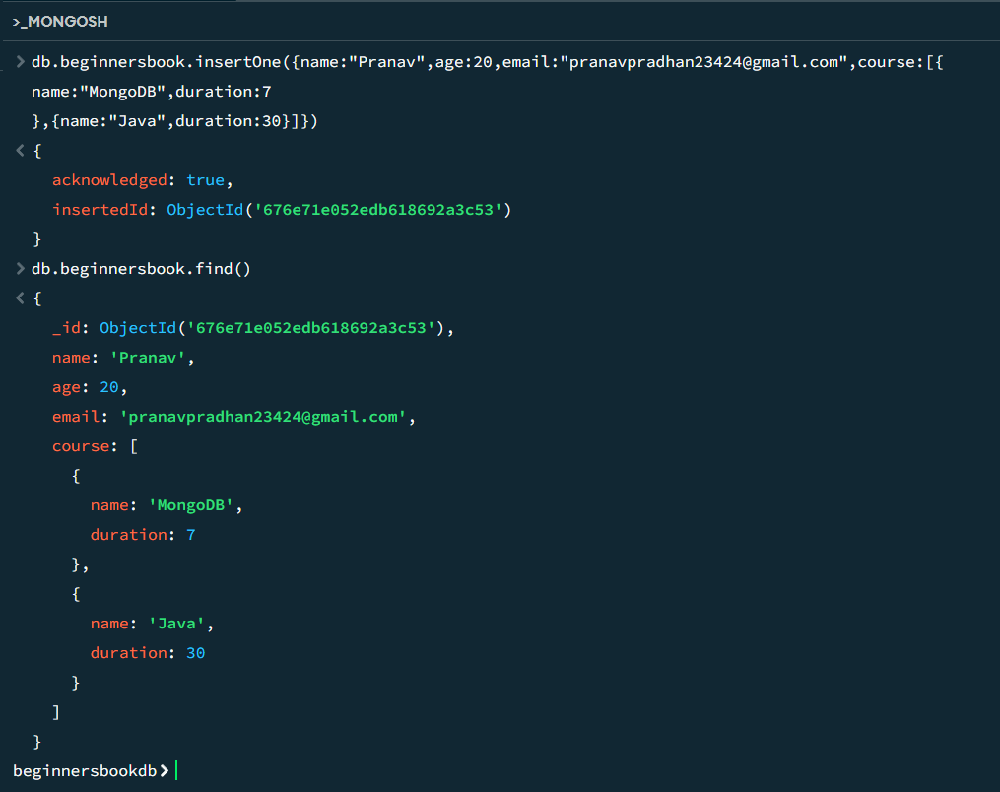 >_MONGOSH
> db.beginnersbook.insertOne({name:"Pranav",age:20,email:"pranavpradhan23424@gmail.com",course:[{
name:"MongoDB",duration:7
},{name:"Java",duration:30}]})
< {
acknowledged: true,
insertedId: ObjectId('676e71e052edb618692a3c53')
}
> db.beginnersbook.find()
< {
_id: ObjectId('676e71e052edb618692a3c53'),
name: 'Pranav',
age: 20,
email: 'pranavpradhan23424@gmail.com',
course: [
{
name: 'MongoDB',
duration: 7
},
{
name: 'Java',
duration: 30
}
]
}
beginnersbookdb>